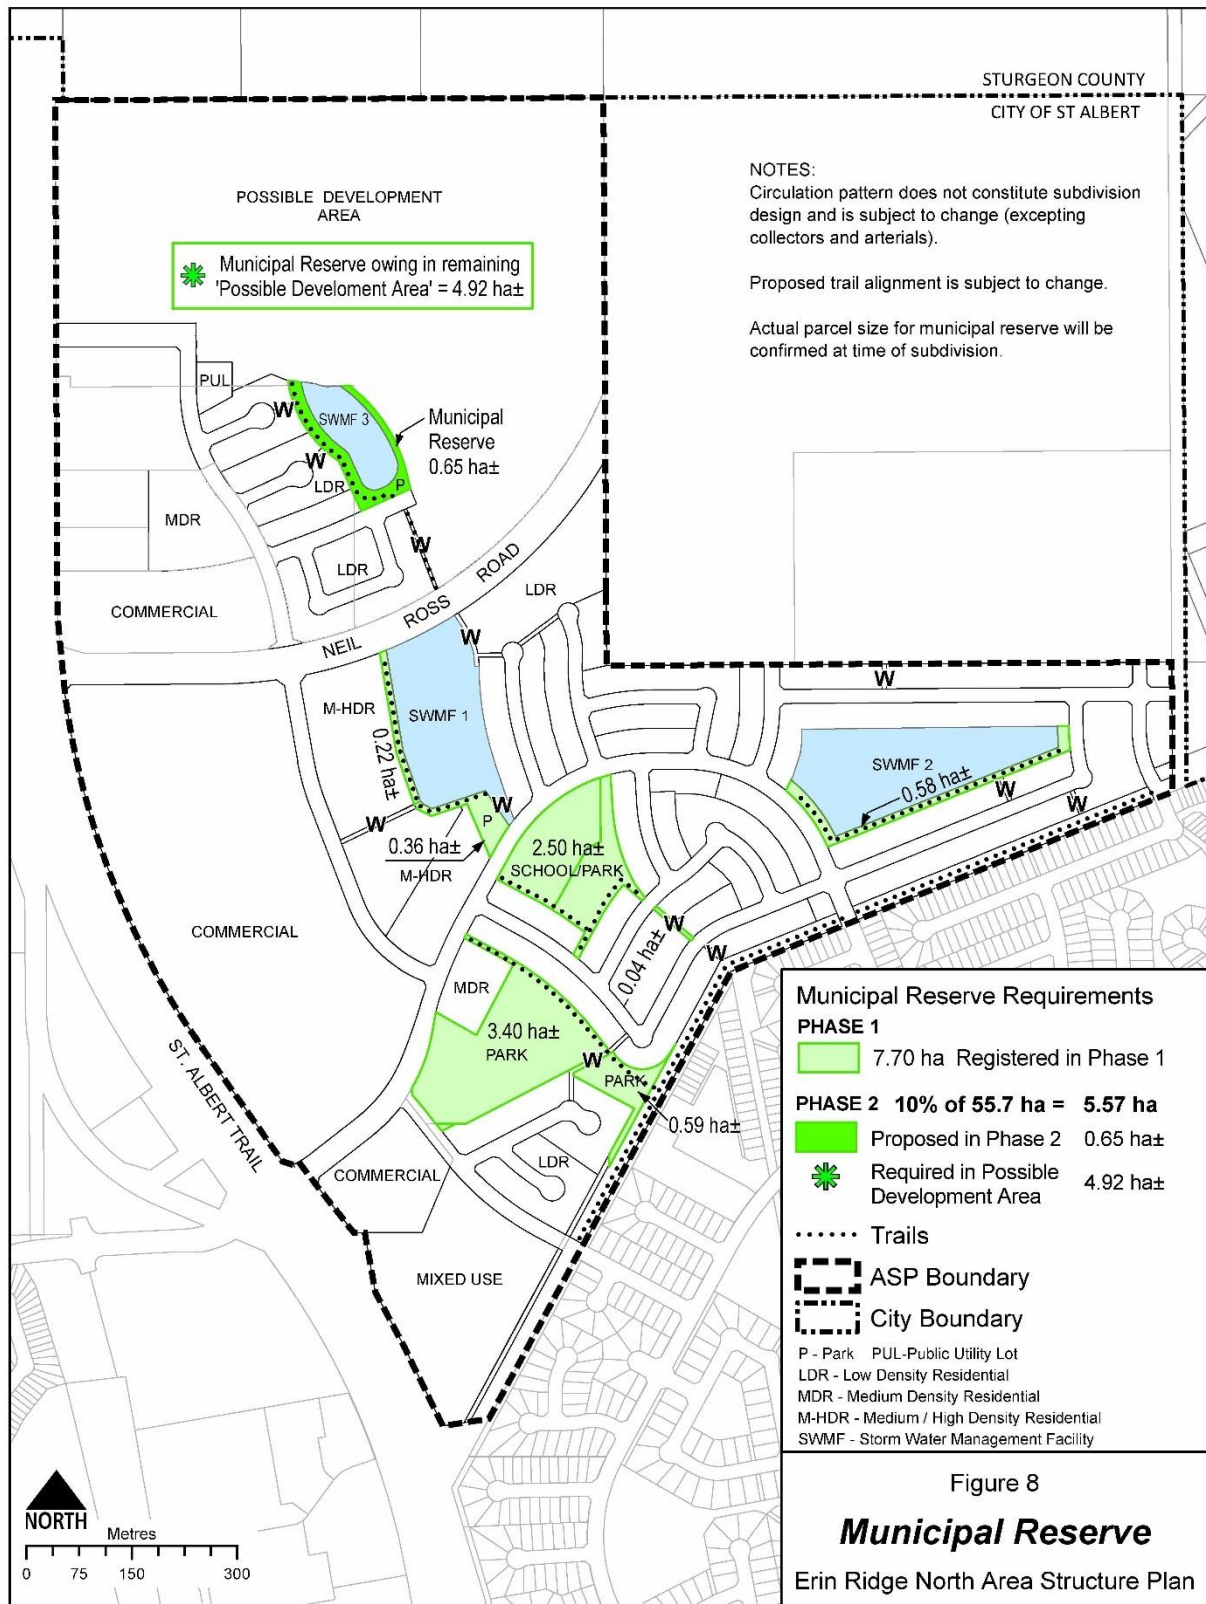 STURGEON COUNTY
CITY OF ST ALBERT
NOTES:
Circulation pattern does not constitute subdivision
design and is subject to change (excepting
collectors and arterials).
Proposed trail alignment is subject to change.
Actual parcel size for municipal reserve will be
confirmed at time of subdivision.
POSSIBLE DEVELOPMENT
AREA
Municipal Reserve owing in remaining
'Possible Develoment Area' = 4.92 ha±
PUL
W
SWMF 3
Municipal
Reserve
0.65 ha±
W
LDR
P
MDR
W
LDR
COMMERCIAL
NEIL ROSS ROAD
LDR
W
W
M-HDR
SWMF 1
0.22 ha±
SWMF 2
0.58 ha±
W
W
W
P
W
0.36 ha±
M-HDR
2.50 ha±
SCHOOL/PARK
W
W
0.04 ha±
COMMERCIAL
MDR
3.40 ha±
PARK
W
PARK
0.59 ha±
ST. ALBERT TRAIL
LDR
COMMERCIAL
MIXED USE
Municipal Reserve Requirements
PHASE 1
7.70 ha Registered in Phase 1
PHASE 2 10% of 55.7 ha = 5.57 ha
Proposed in Phase 2 0.65 ha±
Required in Possible
Development Area 4.92 ha±
Trails
ASP Boundary
City Boundary
P - Park PUL-Public Utility Lot
LDR - Low Density Residential
MDR - Medium Density Residential
M-HDR - Medium / High Density Residential
SWMF - Storm Water Management Facility
Figure 8
Municipal Reserve
Erin Ridge North Area Structure Plan
NORTH
Metres
0 75 150 300